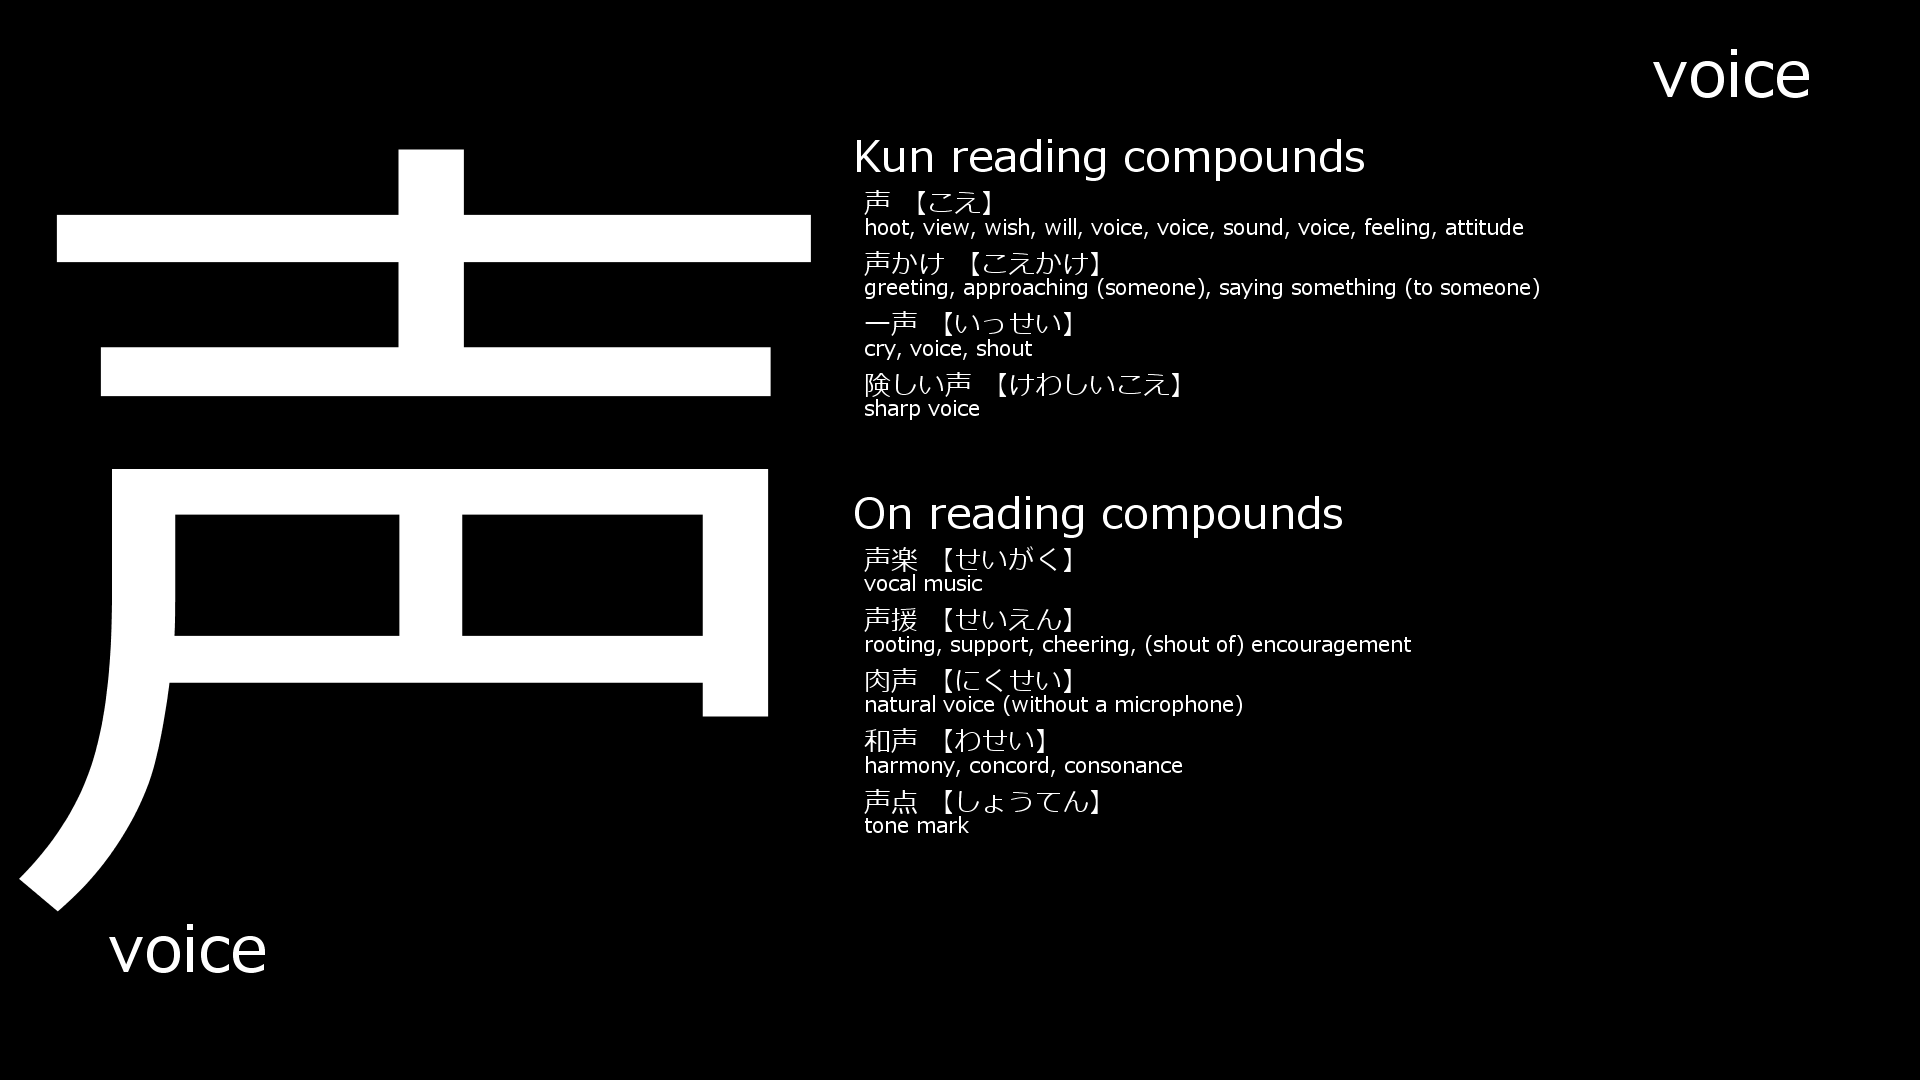 voice
声
Kun reading compounds
声 【こえ】
hoot, view, wish, will, voice, voice, sound, voice, feeling, attitude
声かけ 【こえかけ】
greeting, approaching (someone), saying something (to someone)
一声 【いっせい】
cry, voice, shout
険しい声 【けわしいこえ】
sharp voice
On reading compounds
声楽 【せいがく】
vocal music
声援 【せいえん】
rooting, support, cheering, (shout of) encouragement
肉声 【にくせい】
natural voice (without a microphone)
和声 【わせい】
harmony, concord, consonance
声点 【しょうてん】
tone mark
voice